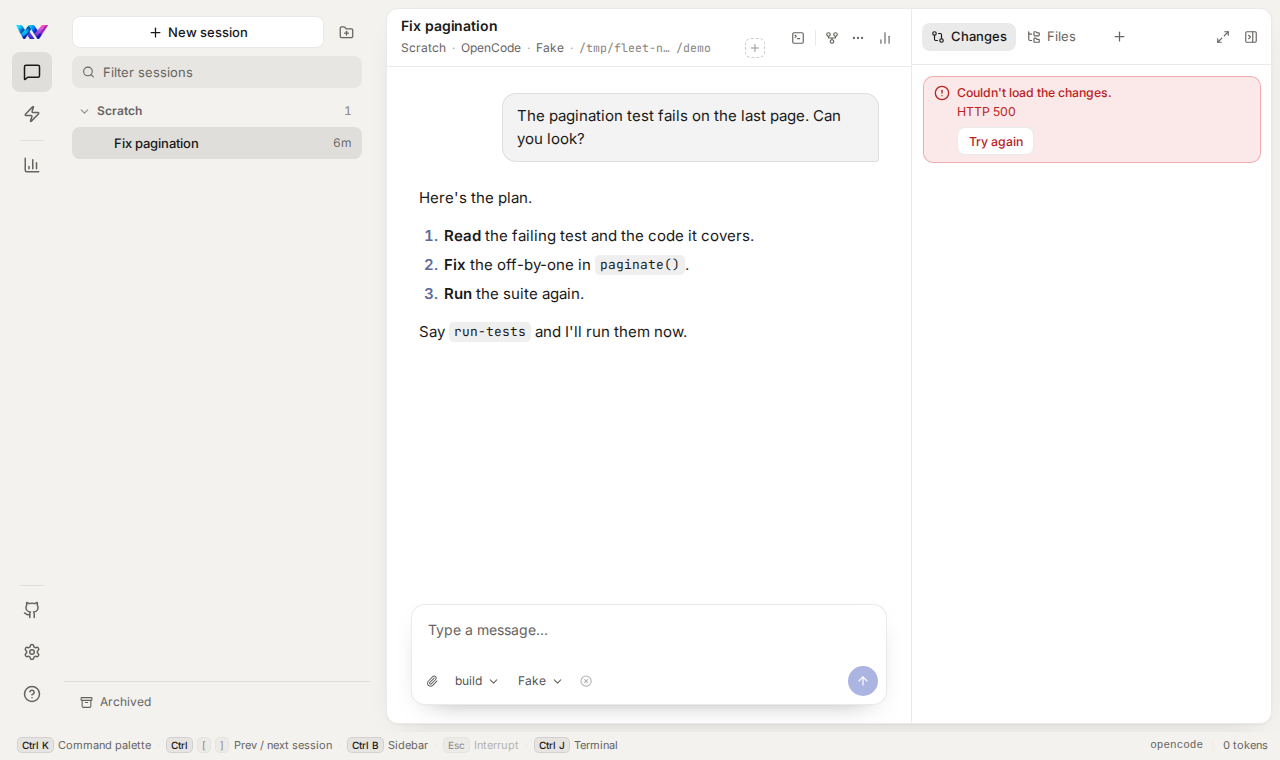 New session
Filter sessions
Scratch 1
Fix pagination 6m
Archived
Fix pagination
Scratch · OpenCode · Fake · /tmp/fleet-n… /demo
The pagination test fails on the last page. Can
you look?
Here's the plan.
1. Read the failing test and the code it covers.
2. Fix the off-by-one in paginate().
3. Run the suite again.
Say run-tests and I'll run them now.
Type a message...
build Fake
Changes Files
Couldn't load the changes.
HTTP 500
Try again
Ctrl K Command palette Ctrl [ ] Prev / next session Ctrl B Sidebar Esc Interrupt Ctrl J Terminal opencode 0 tokens